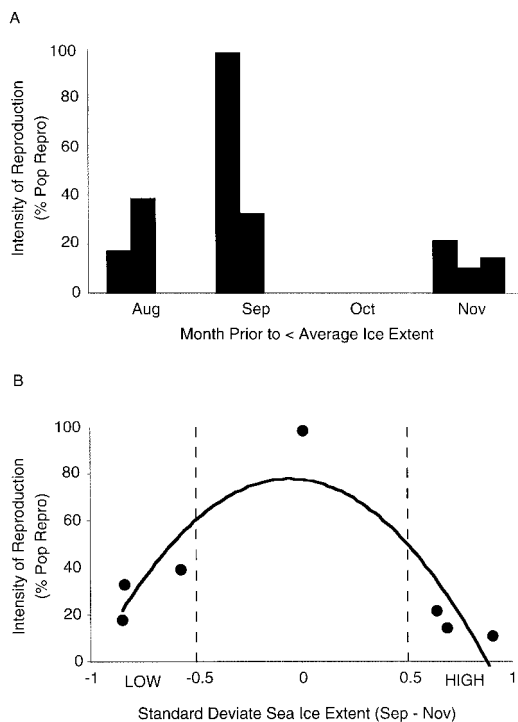 A
Intensity of Reproduction
(% Pop Repro)
100
80
60
40
20
0
Aug Sep Oct Nov
Month Prior to < Average Ice Extent
B
Intensity of Reproduction
(% Pop Repro)
100
80
60
40
20
0
-1 LOW -0.5 0 0.5 HIGH 1
Standard Deviate Sea Ice Extent (Sep - Nov)